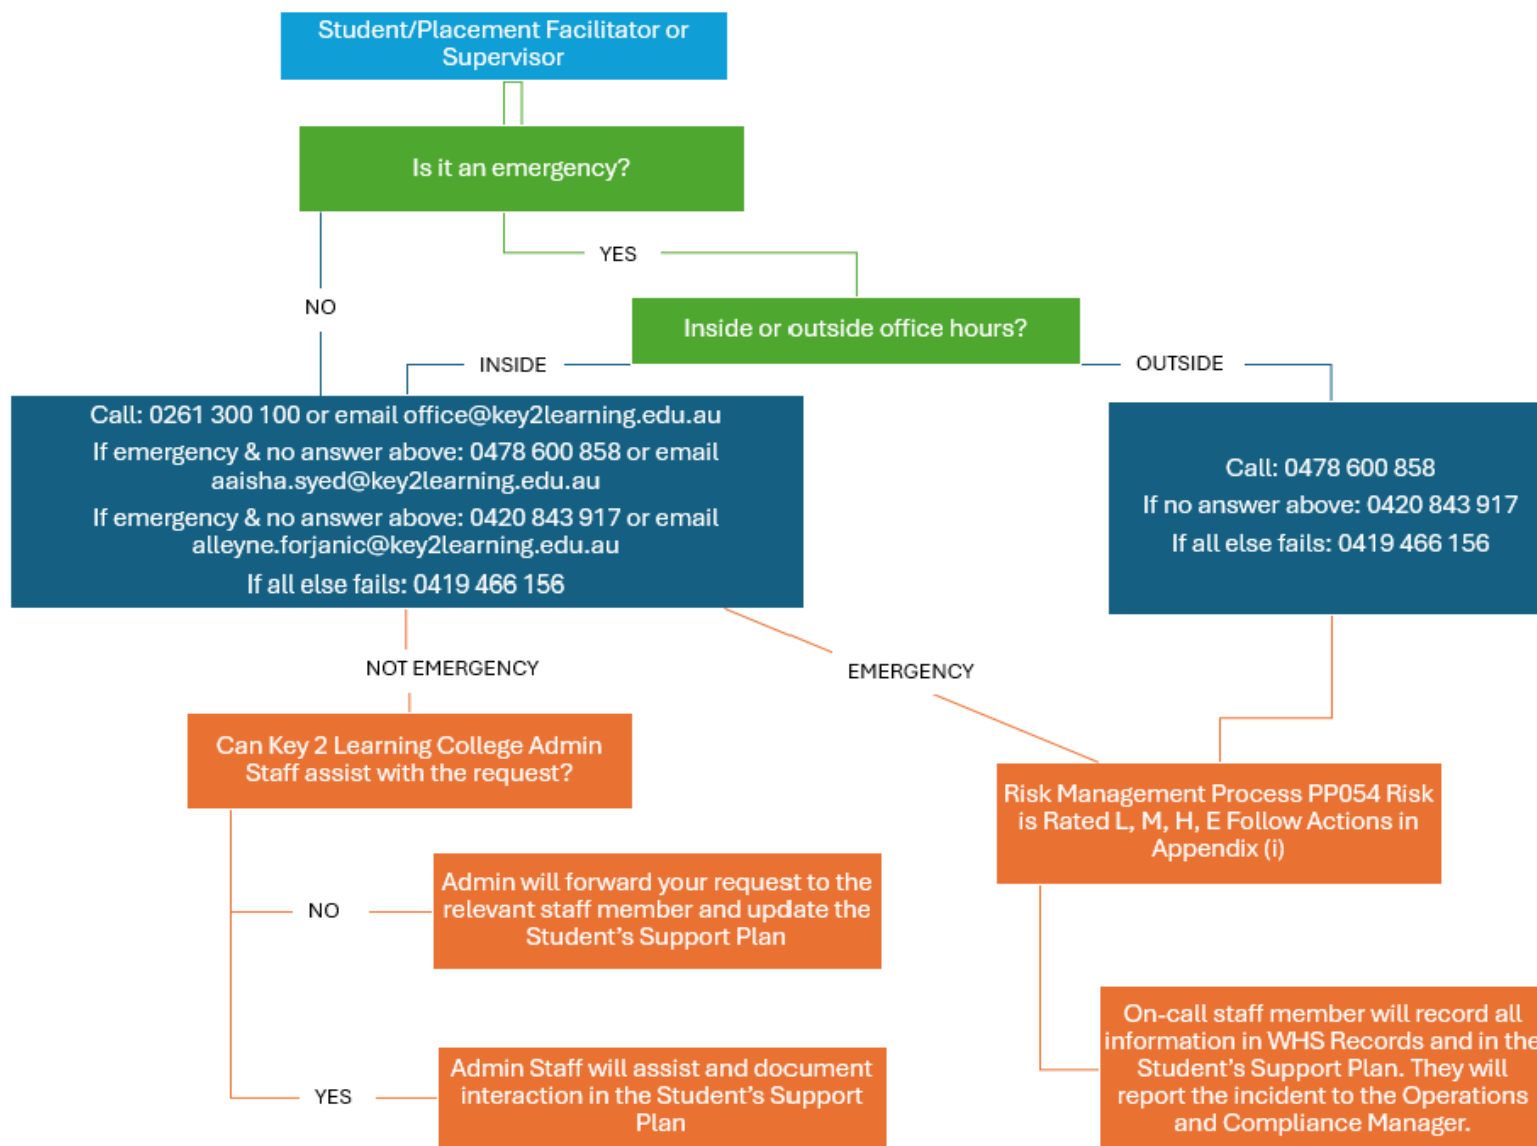 Student/Placement Facilitator or
Supervisor
Is it an emergency?
YES
NO
Inside or outside office hours?
INSIDE
OUTSIDE
Call: 0261 300 100 or email office@key2learning.edu.au
If emergency & no answer above: 0478 600 858 or email
aaisha.syed@key2learning.edu.au
If emergency & no answer above: 0420 843 917 or email
alleyne.forjanic@key2learning.edu.au
If all else fails: 0419 466 156
Call: 0478 600 858
If no answer above: 0420 843 917
If all else fails: 0419 466 156
NOT EMERGENCY
EMERGENCY
Can Key 2 Learning College Admin
Staff assist with the request?
Risk Management Process PP054 Risk
is Rated L, M, H, E Follow Actions in
Appendix (i)
NO
Admin will forward your request to the
relevant staff member and update the
Student’s Support Plan
YES
Admin Staff will assist and document
interaction in the Student’s Support
Plan
On-call staff member will record all
information in WHS Records and in the
Student’s Support Plan. They will
report the incident to the Operations
and Compliance Manager.